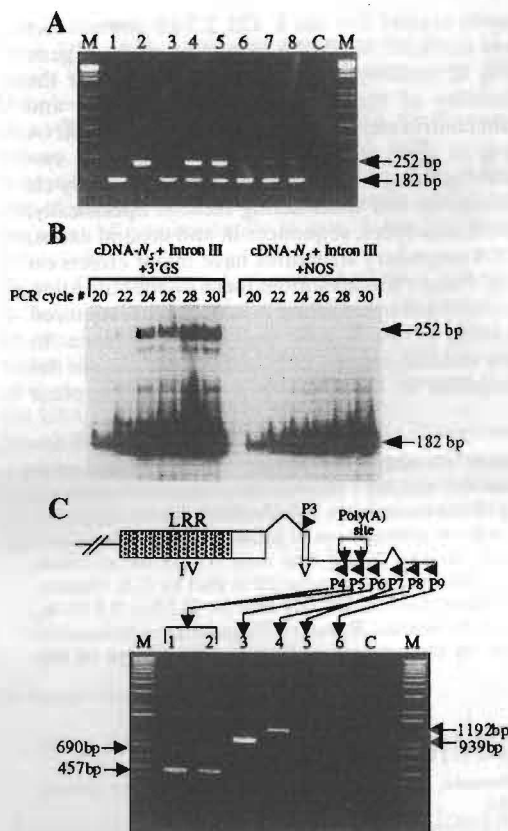 A
M 1 2 3 4 5 6 7 8 C M
252 bp
182 bp
B
cDNA-N_S + Intron III +3'GS
cDNA-N_S + Intron III +NOS
PCR cycle # 20 22 24 26 28 30 20 22 24 26 28 30
252 bp
182 bp
C
LRR
P3
Poly(A) site
IV
V
P4 P5 P6 P7 P8 P9
M 1 2 3 4 5 6 C M
690bp
457bp
1192bp
939bp